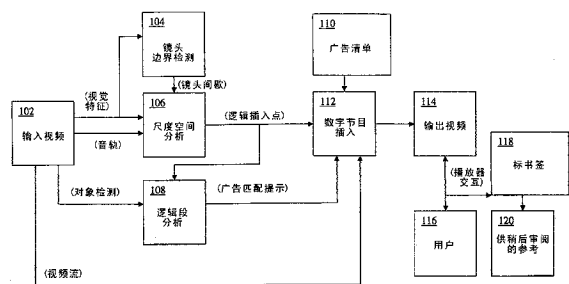 104
镜头
边界检测
(视觉
特征)
(镜头间歇)
102
输入视频
106
尺度空间
分析
(音轨)
(逻辑插入点)
108
逻辑段
分析
(对象检测)
(广告匹配提示)
(视频流)
110
广告清单
112
数字节目
插入
114
输出视频
(播放器
交互)
116
用户
118
标书签
120
供稍后审阅
的参考